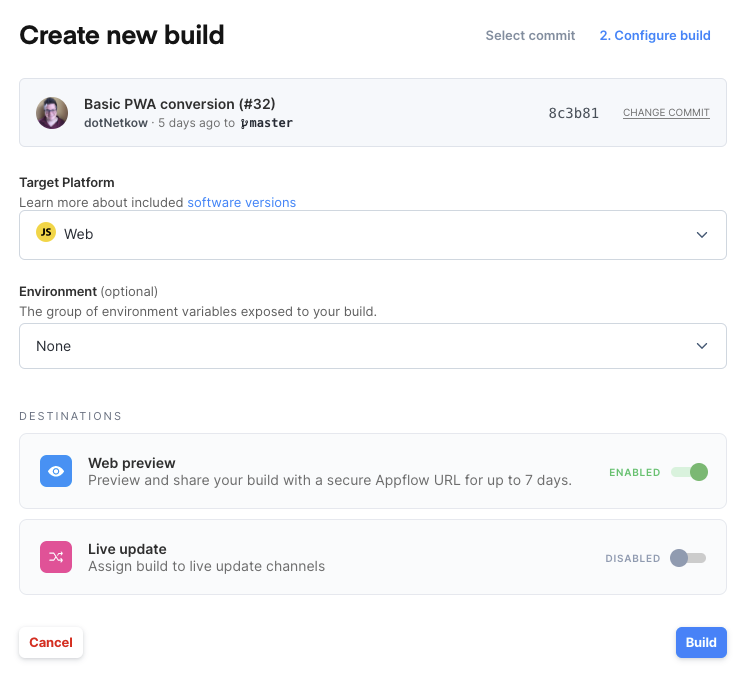 Create new build
Select commit
2. Configure build
Basic PWA conversion (#32)
dotNetkow · 5 days ago to master
8c3b81
CHANGE COMMIT
Target Platform
Learn more about included software versions
JS Web
Environment (optional)
The group of environment variables exposed to your build.
None
DESTINATIONS
Web preview
Preview and share your build with a secure Appflow URL for up to 7 days.
ENABLED
Live update
Assign build to live update channels
DISABLED
Cancel
Build